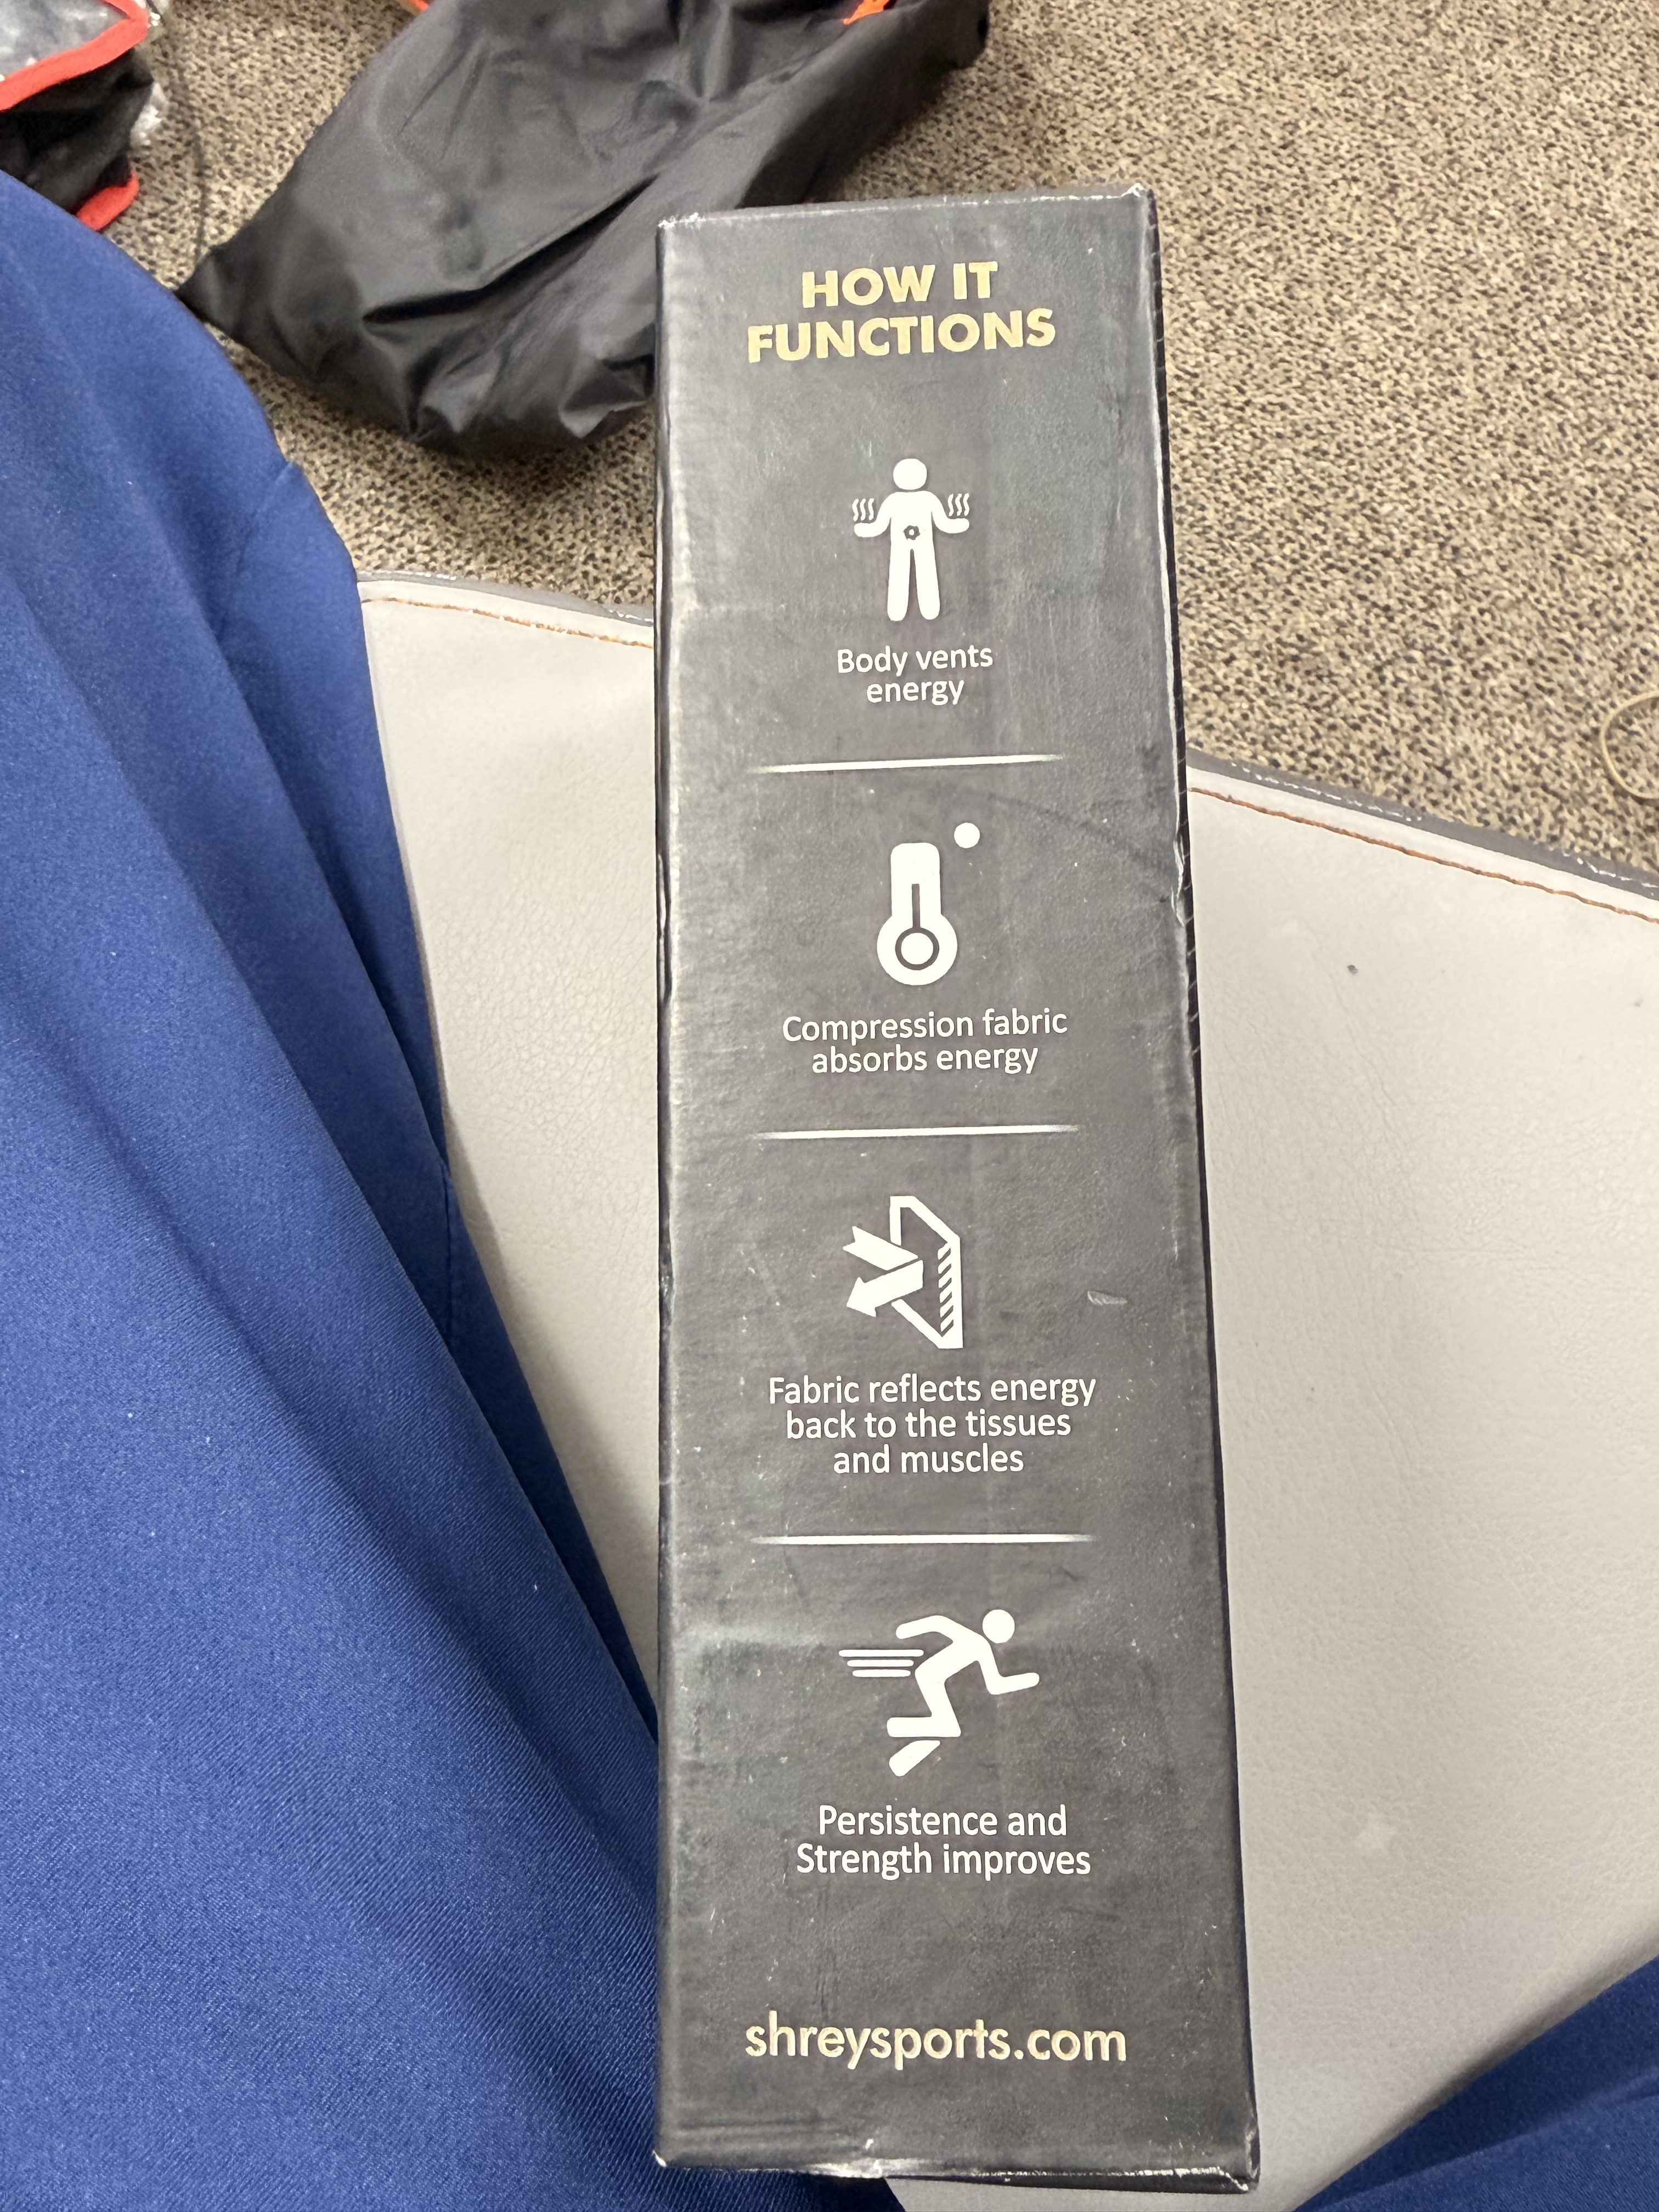 HOW IT
FUNCTIONS
Body vents
energy
Compression fabric
absorbs energy
Fabric reflects energy
back to the tissues
and muscles
Persistence and
Strength improves
shreysports.com